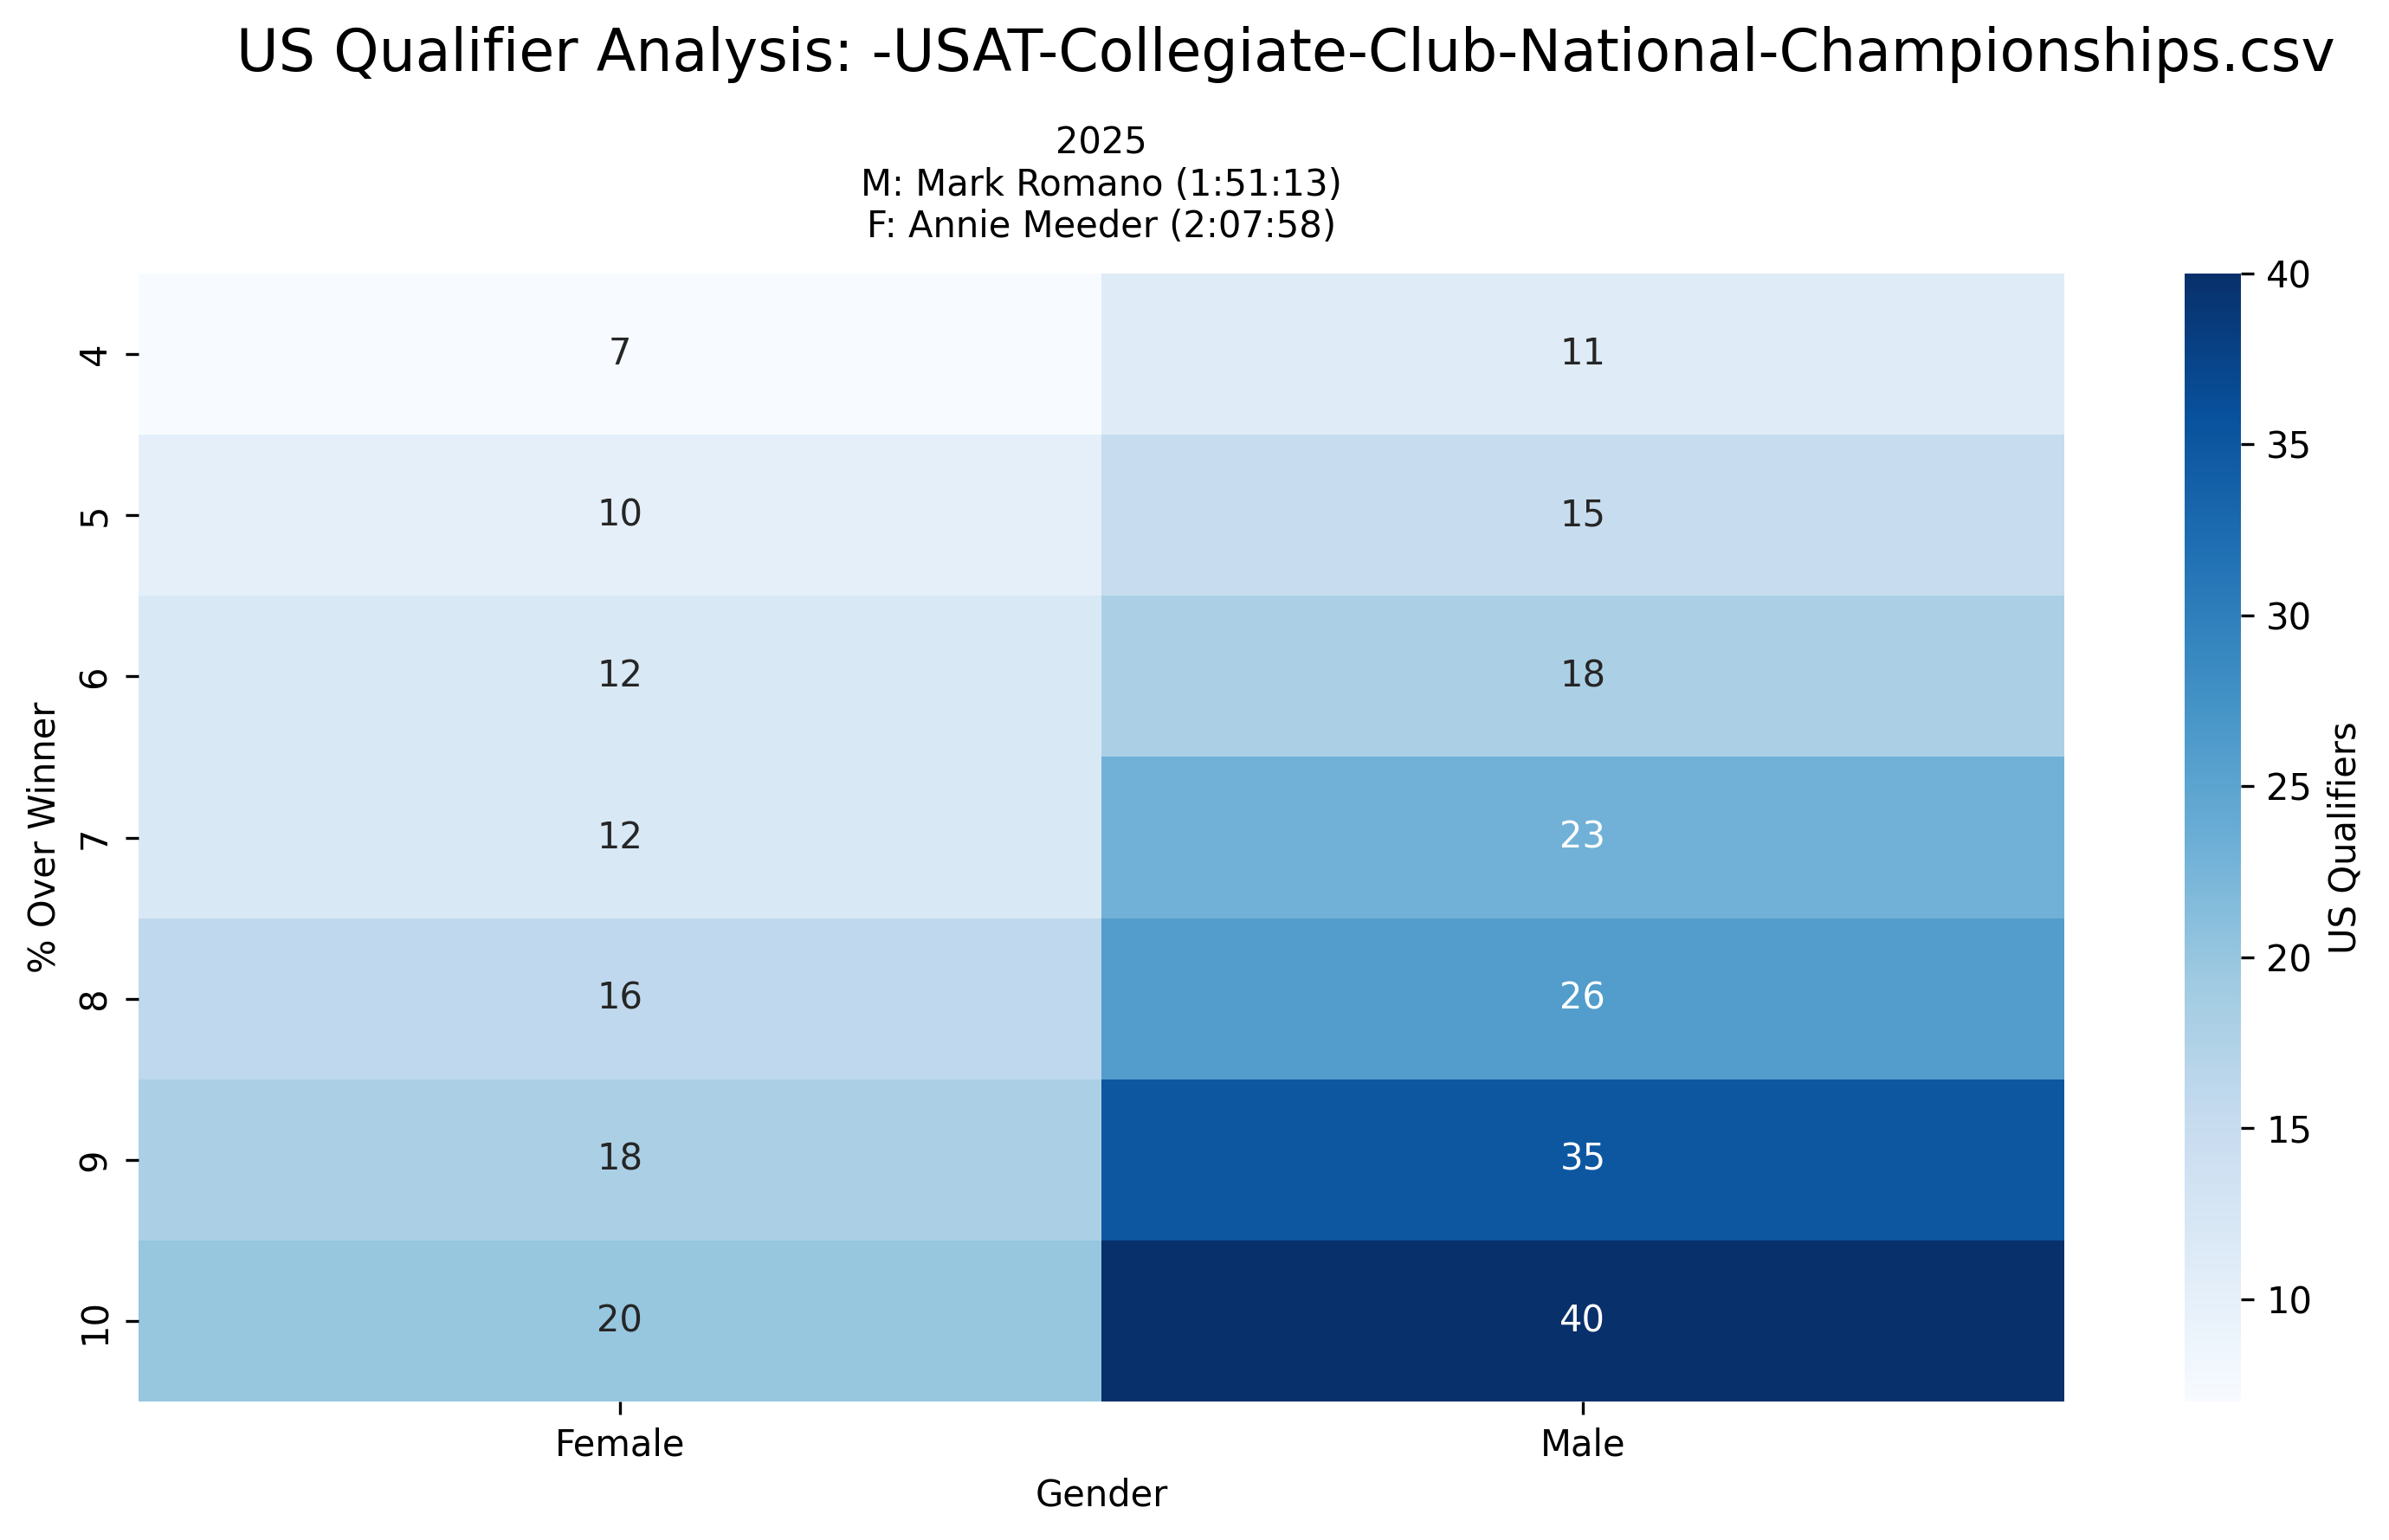 US Qualifier Analysis: -USAT-Collegiate-Club-National-Championships.csv
2025
M: Mark Romano (1:51:13)
F: Annie Meeder (2:07:58)
% Over Winner
4 7 11
5 10 15
6 12 18
7 12 23
8 16 26
9 18 35
10 20 40
Female Male
Gender
40
35
30
25
20
15
10
US Qualifiers